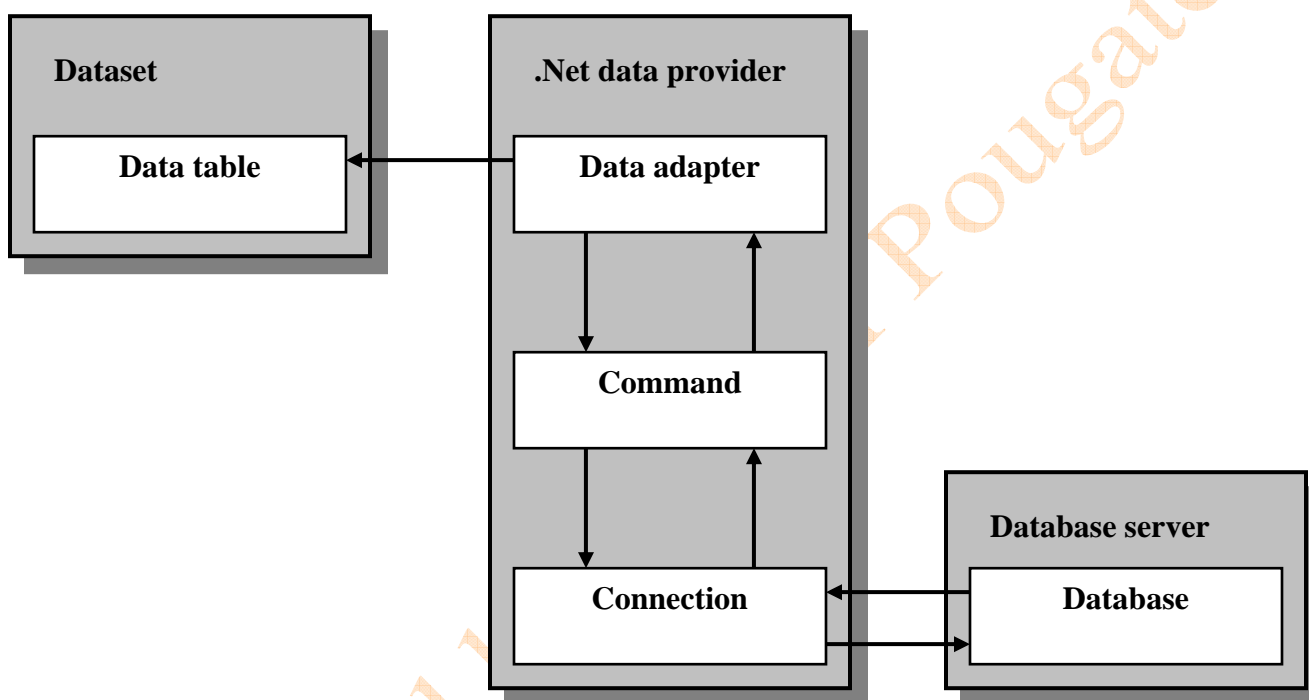 Dataset
Data table
.Net data provider
Data adapter
Command
Connection
Database server
Database